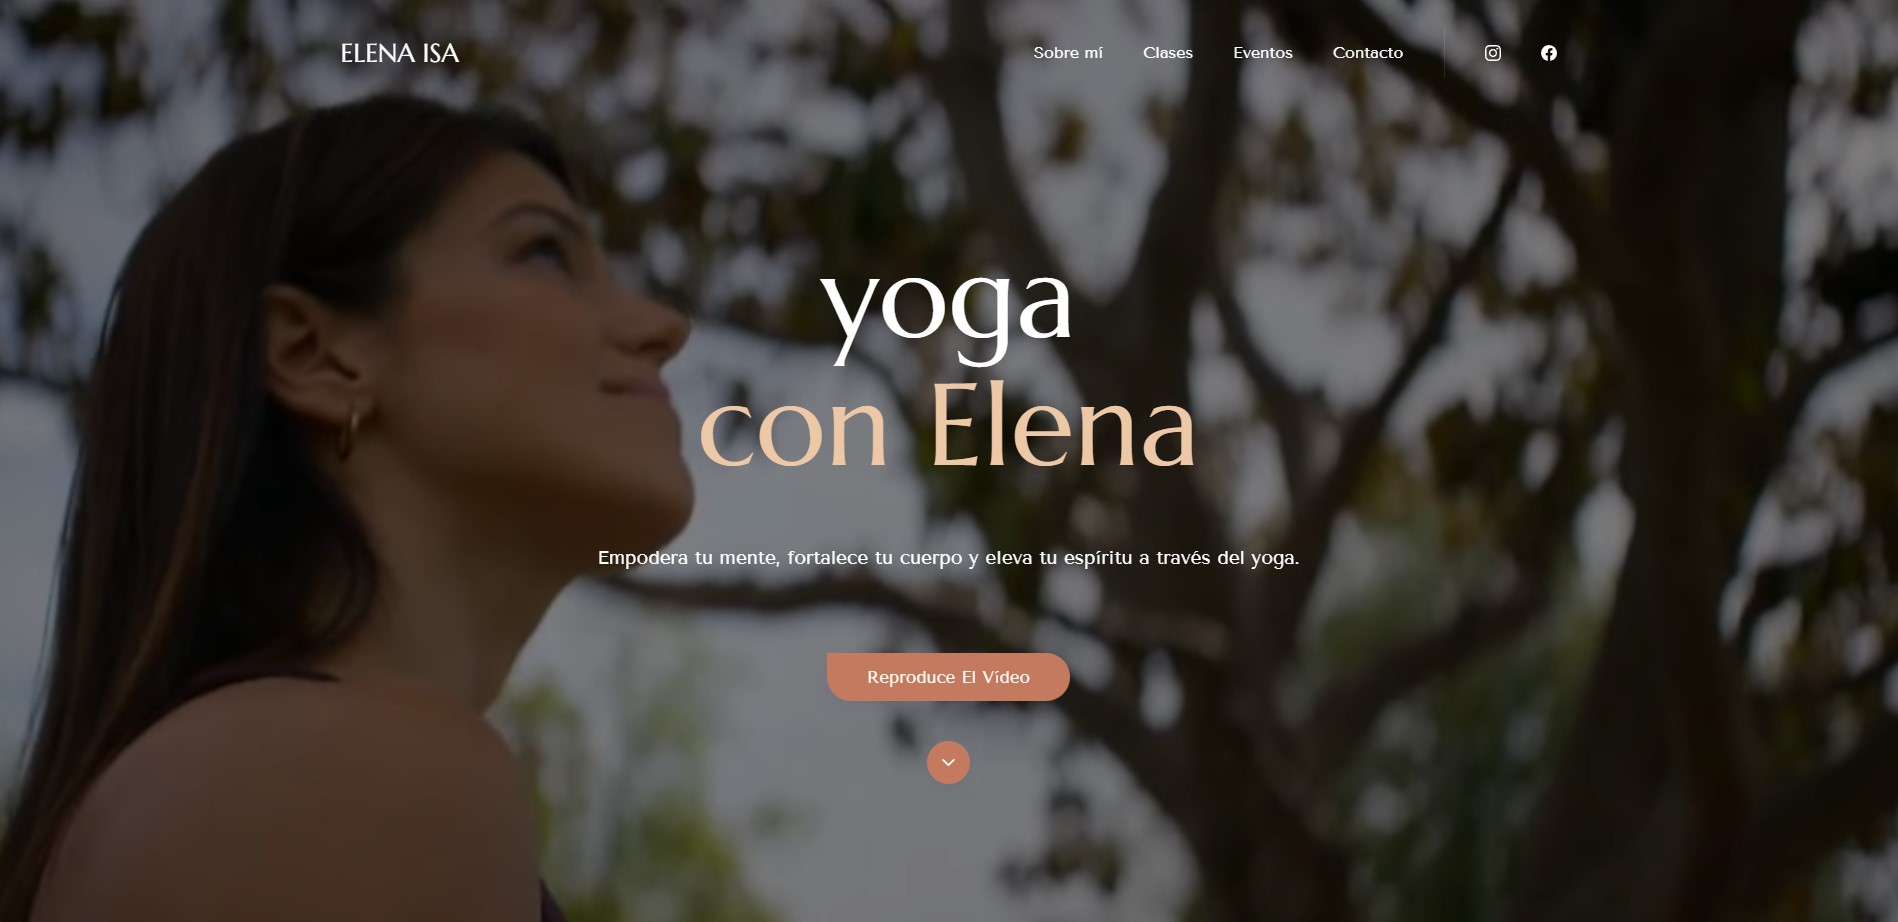 ELENA ISA
Sobre mí Clases Eventos Contacto
yoga
con Elena
Empodera tu mente, fortalece tu cuerpo y eleva tu espíritu a través del yoga.
Reproduce El Vídeo